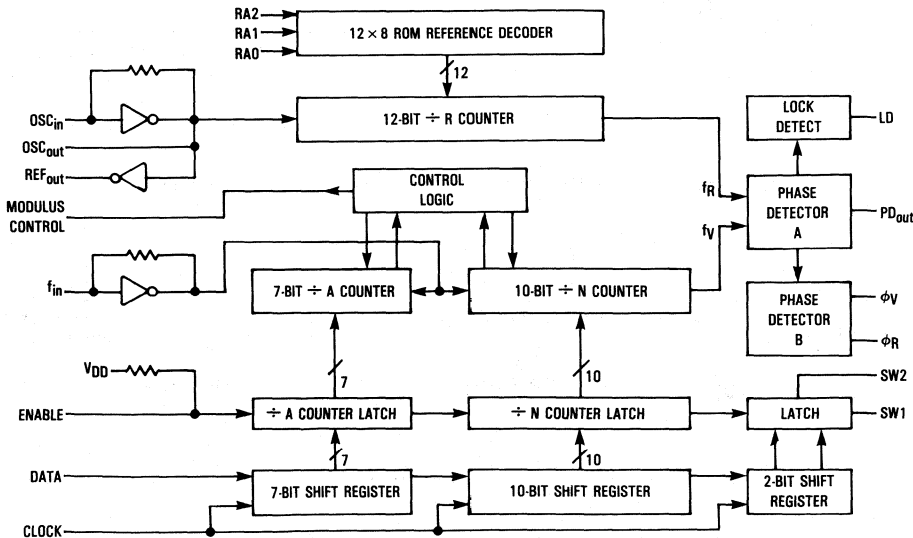 RA2
RA1
RA0
12 × 8 ROM REFERENCE DECODER
12
OSCin
OSCout
REFout
12-BIT ÷ R COUNTER
LOCK
DETECT
LD
MODULUS
CONTROL
CONTROL
LOGIC
fR
fV
PHASE
DETECTOR
A
PDout
fin
7-BIT ÷ A COUNTER
10-BIT ÷ N COUNTER
PHASE
DETECTOR
B
ϕV
ϕR
7
10
VDD
ENABLE
÷ A COUNTER LATCH
÷ N COUNTER LATCH
LATCH
SW2
SW1
7
10
DATA
7-BIT SHIFT REGISTER
10-BIT SHIFT REGISTER
2-BIT SHIFT
REGISTER
CLOCK